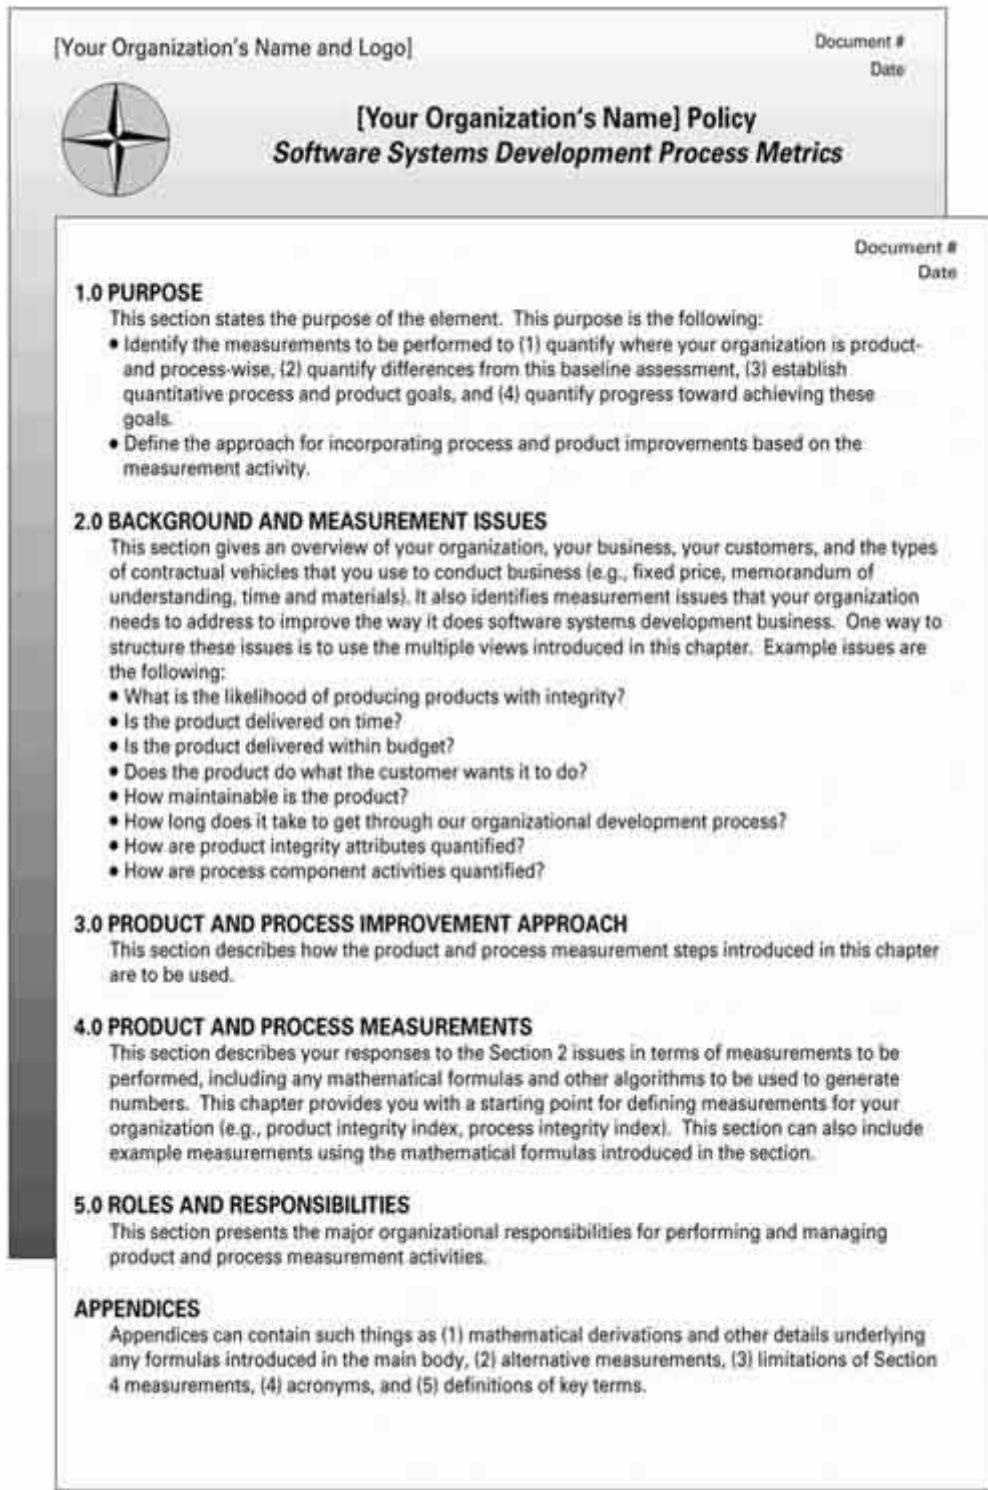 [Your Organization's Name and Logo]
Document #
Date
[Your Organization's Name] Policy
Software Systems Development Process Metrics
Document #
Date
1.0 PURPOSE
This section states the purpose of the element. This purpose is the following:
• Identify the measurements to be performed to (1) quantify where your organization is product-
and process-wise, (2) quantify differences from this baseline assessment, (3) establish
quantitative process and product goals, and (4) quantify progress toward achieving these
goals.
• Define the approach for incorporating process and product improvements based on the
measurement activity.
2.0 BACKGROUND AND MEASUREMENT ISSUES
This section gives an overview of your organization, your business, your customers, and the types
of contractual vehicles that you use to conduct business (e.g., fixed price, memorandum of
understanding, time and materials). It also identifies measurement issues that your organization
needs to address to improve the way it does software systems development business. One way to
structure these issues is to use the multiple views introduced in this chapter. Example issues are
the following:
• What is the likelihood of producing products with integrity?
• Is the product delivered on time?
• Is the product delivered within budget?
• Does the product do what the customer wants it to do?
• How maintainable is the product?
• How long does it take to get through our organizational development process?
• How are product integrity attributes quantified?
• How are process component activities quantified?
3.0 PRODUCT AND PROCESS IMPROVEMENT APPROACH
This section describes how the product and process measurement steps introduced in this chapter
are to be used.
4.0 PRODUCT AND PROCESS MEASUREMENTS
This section describes your responses to the Section 2 issues in terms of measurements to be
performed, including any mathematical formulas and other algorithms to be used to generate
numbers. This chapter provides you with a starting point for defining measurements for your
organization (e.g., product integrity index, process integrity index). This section can also include
example measurements using the mathematical formulas introduced in the section.
5.0 ROLES AND RESPONSIBILITIES
This section presents the major organizational responsibilities for performing and managing
product and process measurement activities.
APPENDICES
Appendices can contain such things as (1) mathematical derivations and other details underlying
any formulas introduced in the main body, (2) alternative measurements, (3) limitations of Section
4 measurements, (4) acronyms, and (5) definitions of key terms.